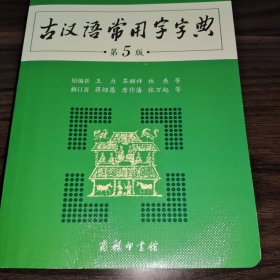 古汉语常用字字典
第5版
原编者 王力 岑麒祥 林焘 等
修订者 蒋绍愚 唐作藩 张万起 等
商务印书馆